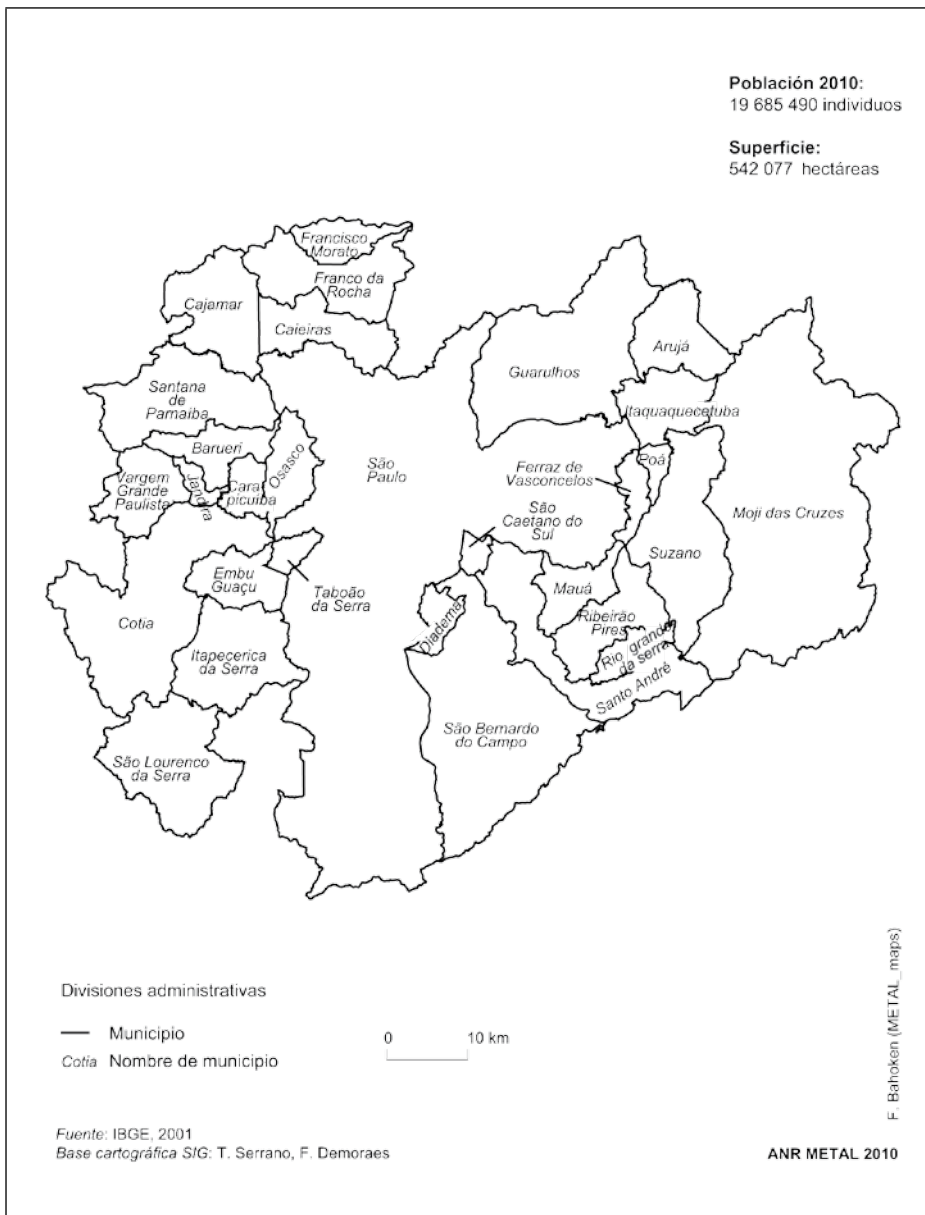 Población 2010:
19 685 490 individuos
Superficie:
542 077 hectáreas
Francisco
Morato
Franco da
Rocha
Cajamar
Caieiras
Arujá
Guarulhos
Santana
de
Parnaiba
Itaquaquecetuba
Barueri
Osasco
São
Paulo
Poá
Ferraz de
Vasconcelos
Vargem
Grande
Paulista
Jandira
Cara
picuiba
São
Caetano do
Sul
Moji das Cruzes
Suzano
Embu
Guaçu
Taboão
da Serra
Mauá
Diadema
Ribeirão
Pires
Cotia
Itapecerica
da Serra
Rio grande
da serra
Santo André
São Bernardo
do Campo
São Lourenco
da Serra
Divisiones administrativas
Municipio
Cotia Nombre de municipio
0 10 km
F. Bahoken (METAL_maps)
Fuente: IBGE, 2001
Base cartográfica SIG: T. Serrano, F. Demoraes
ANR METAL 2010